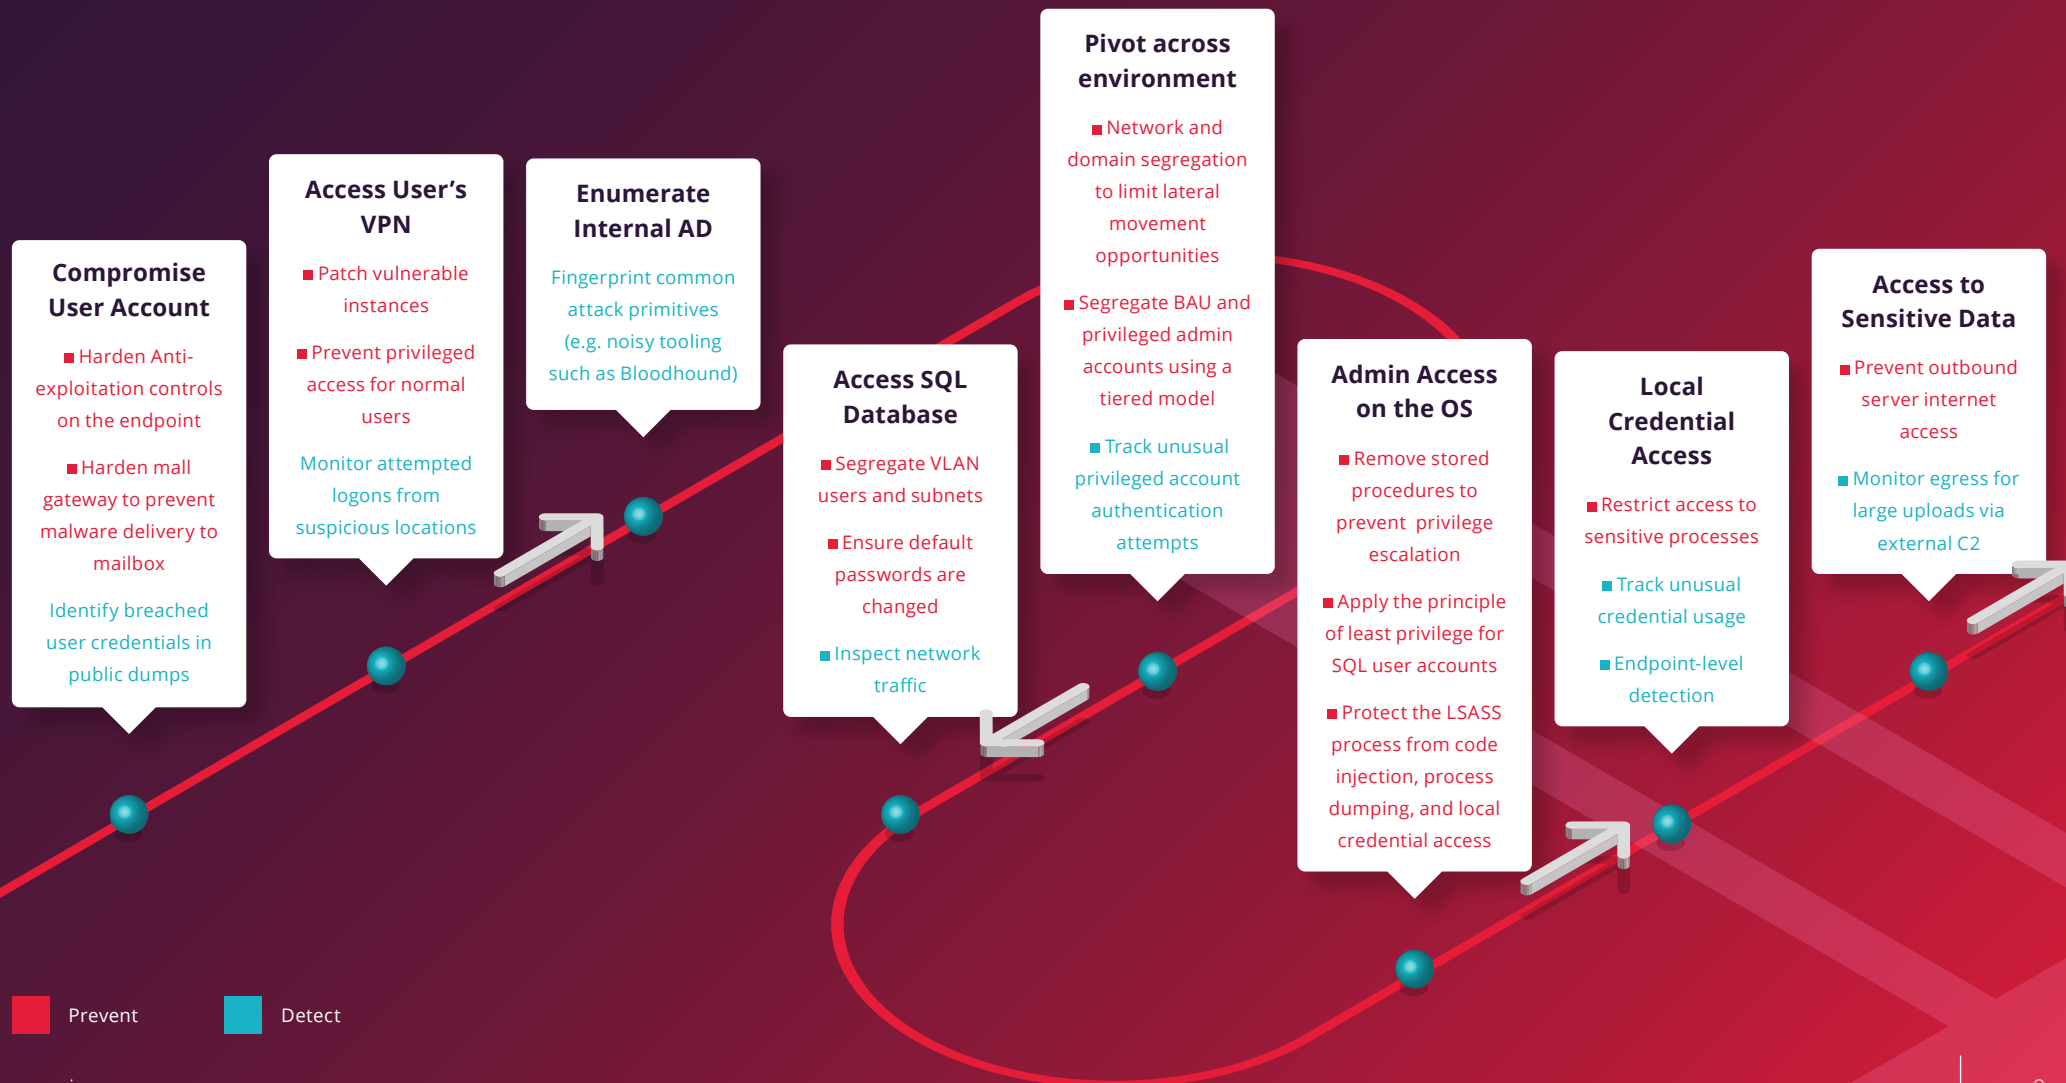 Compromise
User Account
Harden Anti-
exploitation controls
on the endpoint
Harden mall
gateway to prevent
malware delivery to
mailbox
Identify breached
user credentials in
public dumps
Access User’s
VPN
Patch vulnerable
instances
Prevent privileged
access for normal
users
Monitor attempted
logons from
suspicious locations
Enumerate
Internal AD
Fingerprint common
attack primitives
(e.g. noisy tooling
such as Bloodhound)
Access SQL
Database
Segregate VLAN
users and subnets
Ensure default
passwords are
changed
Inspect network
traffic
Pivot across
environment
Network and
domain segregation
to limit lateral
movement
opportunities
Segregate BAU and
privileged admin
accounts using a
tiered model
Track unusual
privileged account
authentication
attempts
Admin Access
on the OS
Remove stored
procedures to
prevent privilege
escalation
Apply the principle
of least privilege for
SQL user accounts
Protect the LSASS
process from code
injection, process
dumping, and local
credential access
Local
Credential
Access
Restrict access to
sensitive processes
Track unusual
credential usage
Endpoint-level
detection
Access to
Sensitive Data
Prevent outbound
server internet
access
Monitor egress for
large uploads via
external C2
Prevent
Detect